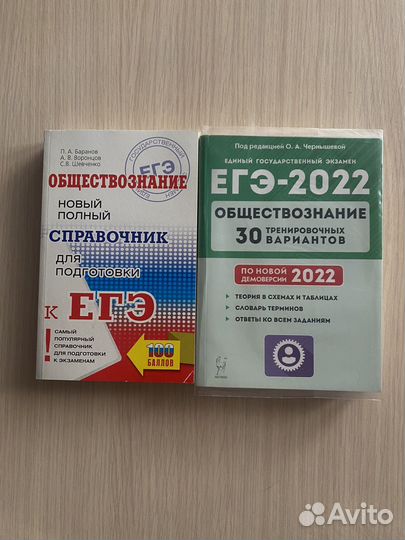 П. А. Баранов
А. В. Воронцов
С. В. Шевченко
ГОСУДАРСТВЕННЫЙ
ЕГЭ
ОБЩЕСТВОЗНАНИЕ
НОВЫЙ
ПОЛНЫЙ
СПРАВОЧНИК
ДЛЯ
ПОДГОТОВКИ
К ЕГЭ
! САМЫЙ
ПОПУЛЯРНЫЙ
СПРАВОЧНИК
ДЛЯ ПОДГОТОВКИ
К ЭКЗАМЕНАМ
100
БАЛЛОВ
Под редакцией О. А. Чернышевой
ЕДИНЫЙ ГОСУДАРСТВЕННЫЙ ЭКЗАМЕН
ЕГЭ-2022
ОБЩЕСТВОЗНАНИЕ
30 ТРЕНИРОВОЧНЫХ
ВАРИАНТОВ
ПО НОВОЙ
ДЕМОВЕРСИИ 2022
ТЕОРИЯ В СХЕМАХ И ТАБЛИЦАХ
СЛОВАРЬ ТЕРМИНОВ
ОТВЕТЫ КО ВСЕМ ЗАДАНИЯМ
Avito